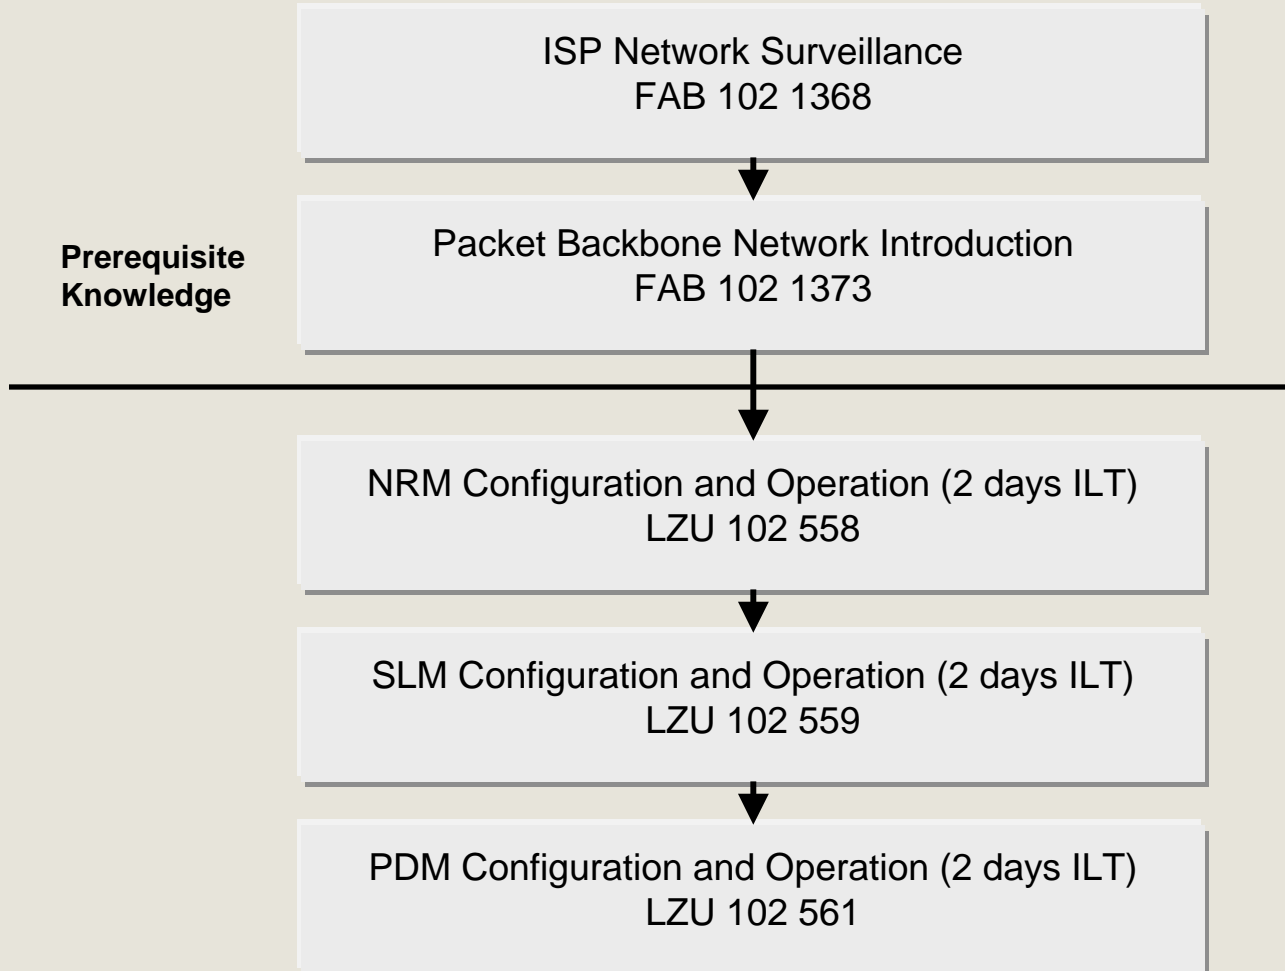 ISP Network Surveillance
FAB 102 1368
Packet Backbone Network Introduction
FAB 102 1373
Prerequisite
Knowledge
NRM Configuration and Operation (2 days ILT)
LZU 102 558
SLM Configuration and Operation (2 days ILT)
LZU 102 559
PDM Configuration and Operation (2 days ILT)
LZU 102 561